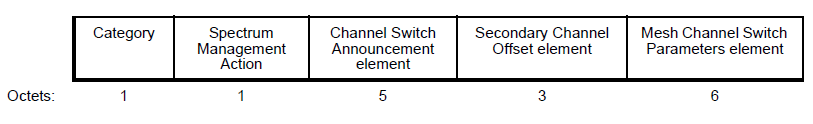 Category
Spectrum
Management
Action
Channel Switch
Announcement
element
Secondary Channel
Offset element
Mesh Channel Switch
Parameters element
Octets: 1 1 5 3 6